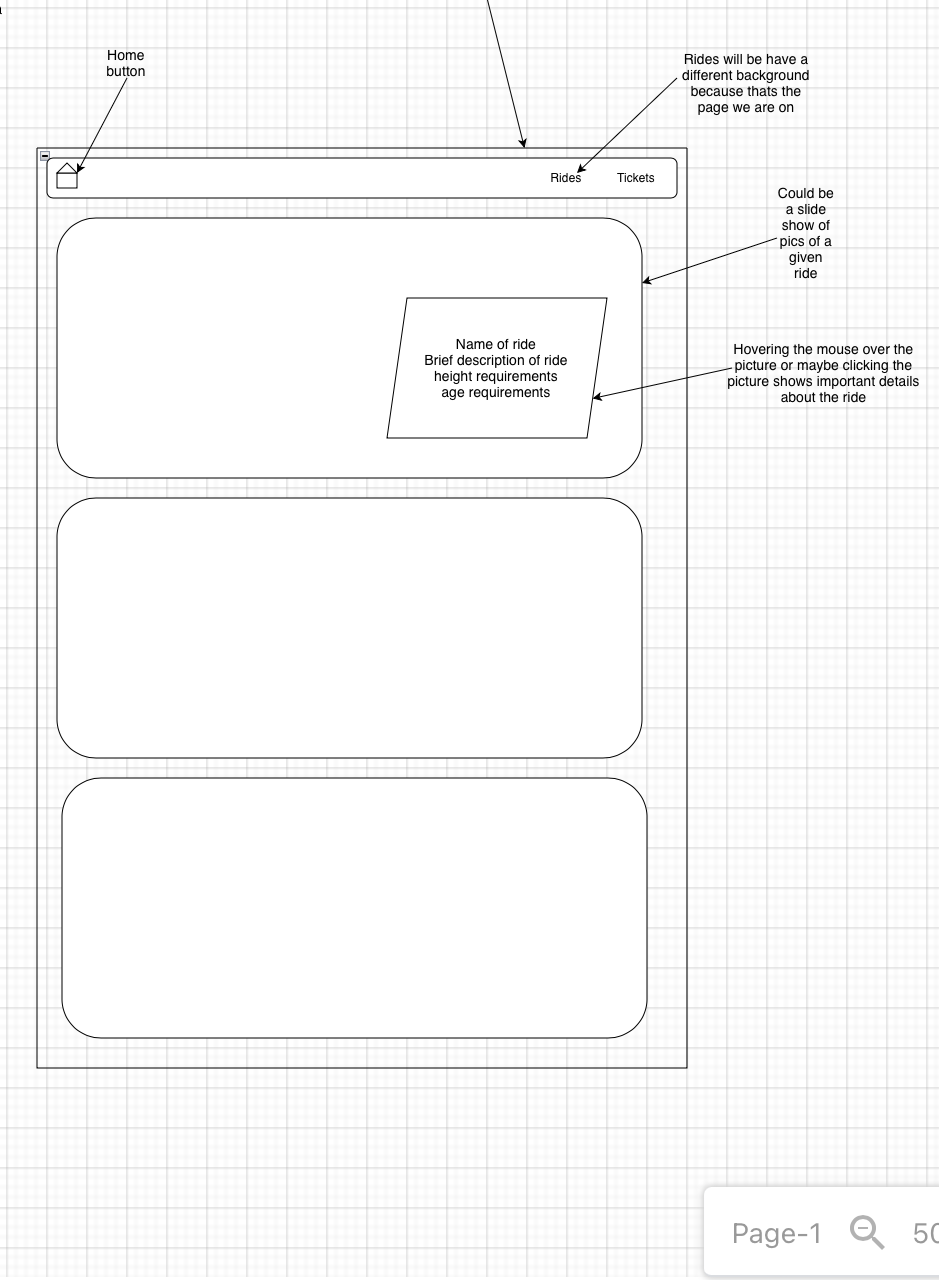 Home
button
Rides will be have a
different background
because thats the
page we are on
Rides
Tickets
Could be
a slide
show of
pics of a
given
ride
Name of ride
Brief description of ride
height requirements
age requirements
Hovering the mouse over the
picture or maybe clicking the
picture shows important details
about the ride
Page-1